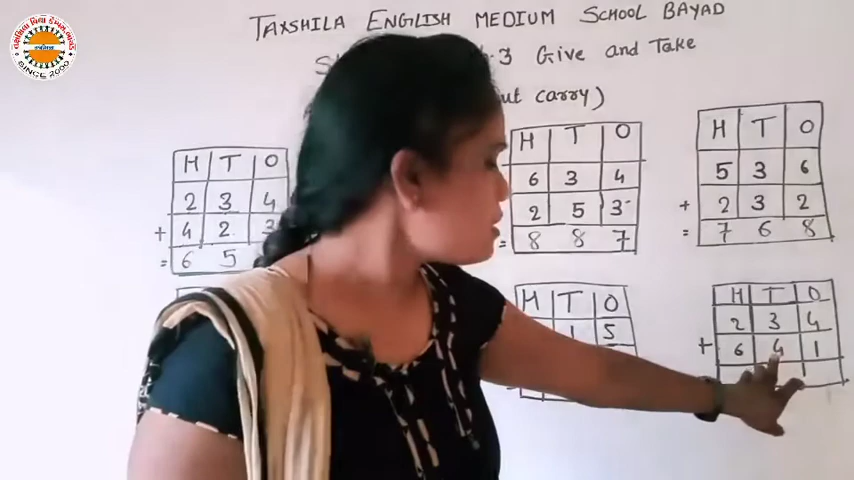 TAXSHILA ENGLISH MEDIUM SCHOOL BAYAD
3 GIVE and TAKE
carry)
H T O
2 3 4
+ 4 2 3
= 6 5
H T O
6 3 4
2 5 3
= 8 8 7
H T O
5 3 6
+ 2 3 2
= 7 6 8
H T O
1 5
H T O
2 3 4
+ 6 4 1
SINCE 2000